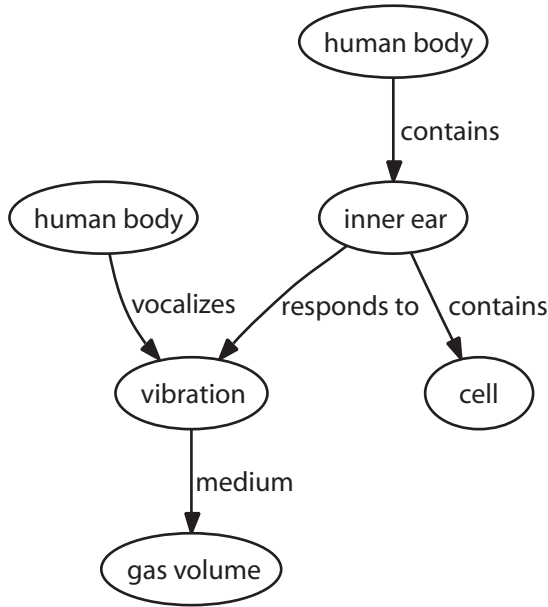 human body
contains
human body
inner ear
vocalizes
responds to
contains
vibration
cell
medium
gas volume